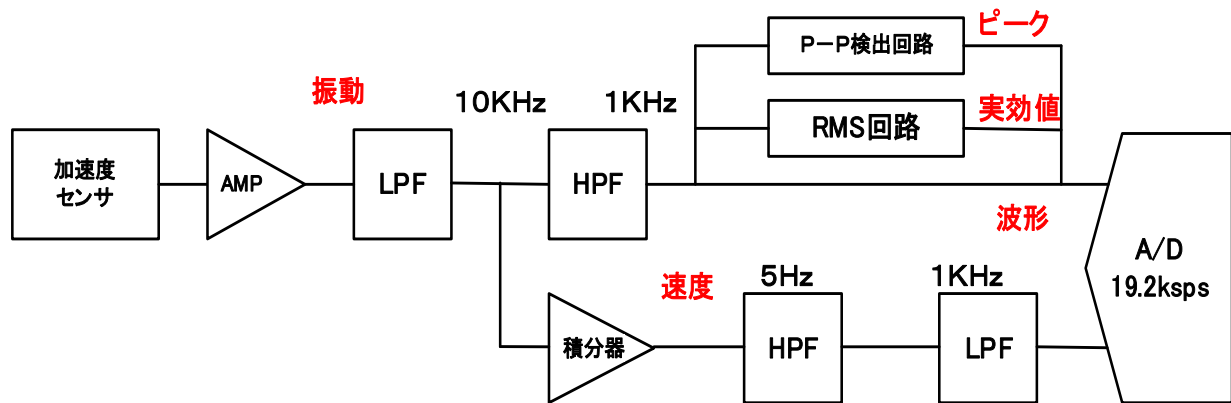 P－P検出回路
ピーク
振動
10KHz
1KHz
RMS回路
実効値
加速度
センサ
AMP
LPF
HPF
波形
A/D
19.2ksps
速度
5Hz
1KHz
積分器
HPF
LPF